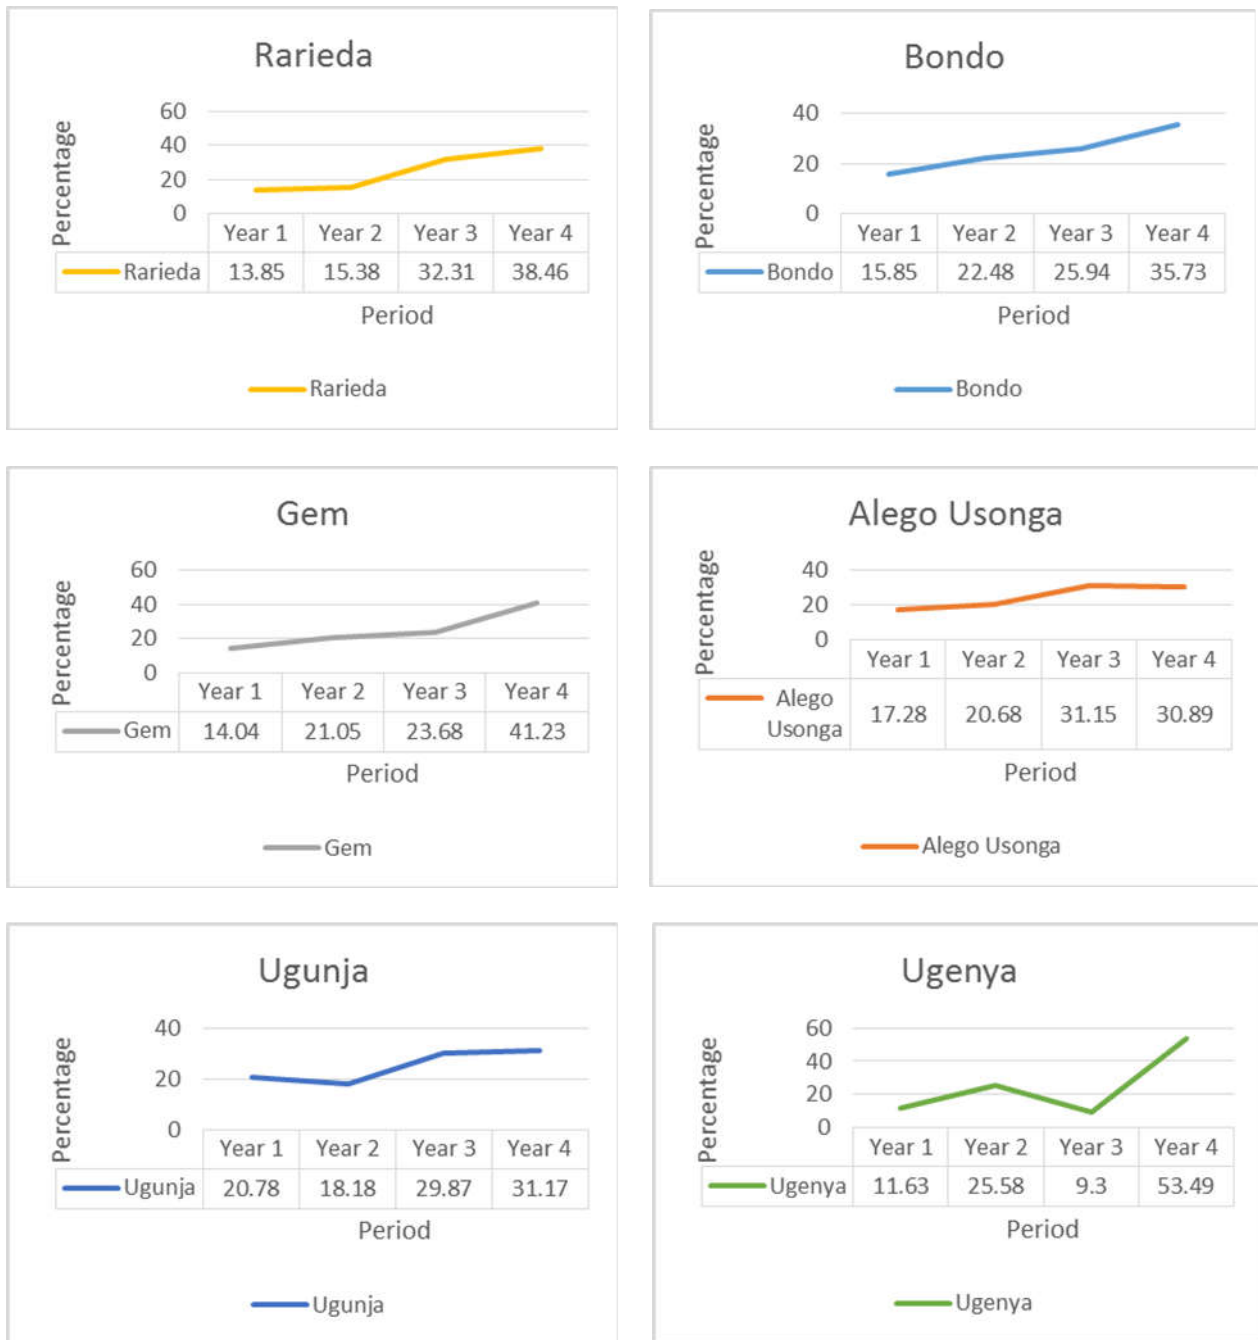 Rarieda
Percentage
60
40
20
0
Year 1 Year 2 Year 3 Year 4
Rarieda 13.85 15.38 32.31 38.46
Period
Rarieda
Bondo
Percentage
40
20
0
Year 1 Year 2 Year 3 Year 4
Bondo 15.85 22.48 25.94 35.73
Period
Bondo
Gem
Percentage
60
40
20
0
Year 1 Year 2 Year 3 Year 4
Gem 14.04 21.05 23.68 41.23
Period
Gem
Alego Usonga
Percentage
40
20
0
Year 1 Year 2 Year 3 Year 4
Alego
Usonga 17.28 20.68 31.15 30.89
Period
Alego Usonga
Ugunja
Percentage
40
20
0
Year 1 Year 2 Year 3 Year 4
Ugunja 20.78 18.18 29.87 31.17
Period
Ugunja
Ugenya
Percentage
60
40
20
0
Year 1 Year 2 Year 3 Year 4
Ugenya 11.63 25.58 9.3 53.49
Period
Ugenya